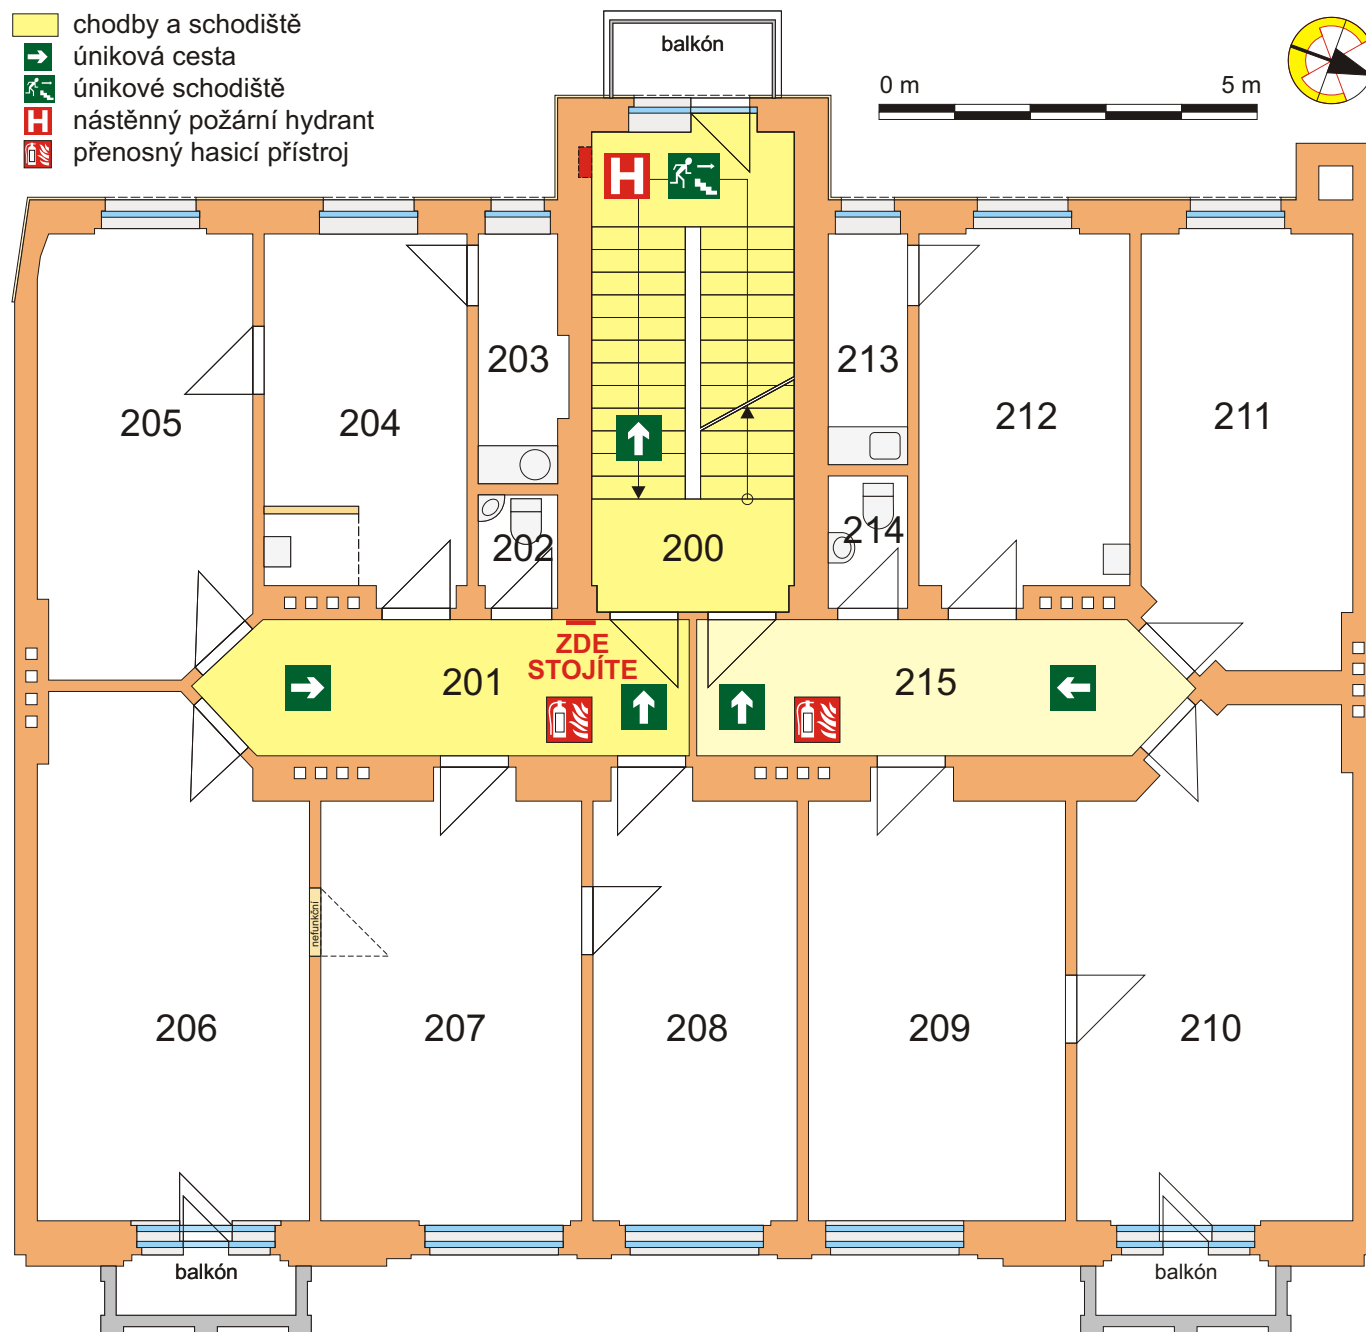 chodby a schodiště
úniková cesta
únikové schodiště
nástěnný požární hydrant
přenosný hasicí přístroj
balkón
0 m 5 m
H
203
213
205
204
212
211
202
200
214
ZDE
STOJÍTE
201
215
nefunkční
206
207
208
209
210
balkón
balkón